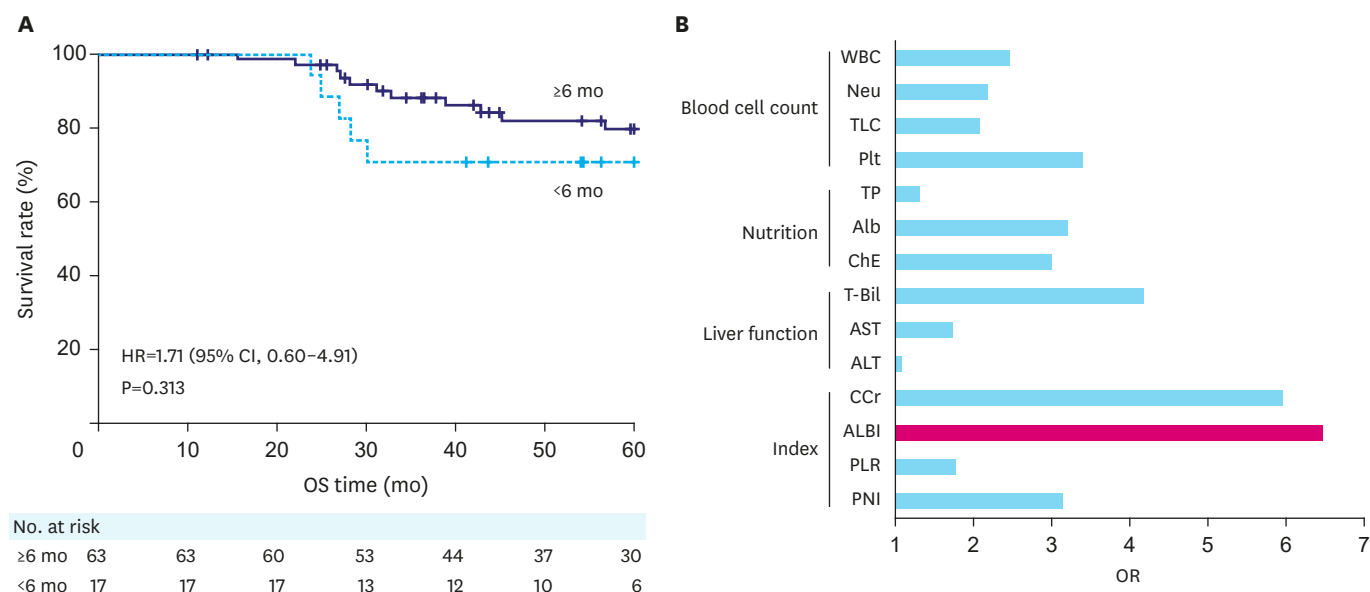 A
100
80
60
40
20
Survival rate (%)
≥6 mo
<6 mo
HR=1.71 (95% CI, 0.60–4.91)
P=0.313
0 10 20 30 40 50 60
OS time (mo)
No. at risk
≥6 mo 63 63 60 53 44 37 30
<6 mo 17 17 17 13 12 10 6
B
Blood cell count
WBC
Neu
TLC
Plt
Nutrition
TP
Alb
ChE
Liver function
T-Bil
AST
ALT
Index
CCr
ALBI
PLR
PNI
1 2 3 4 5 6 7
OR